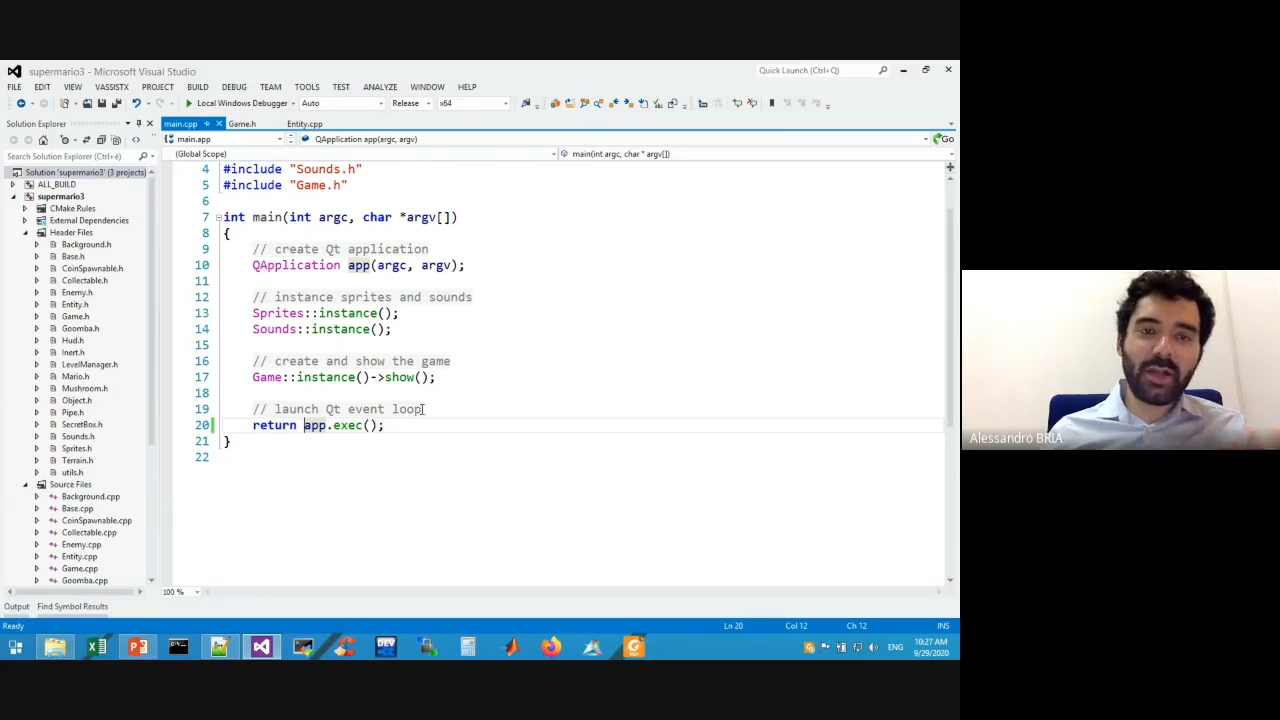 supermario3 - Microsoft Visual Studio
Quick Launch (Ctrl+Q)
FILE EDIT VIEW VASSISTX PROJECT BUILD DEBUG TEAM TOOLS TEST ANALYZE WINDOW HELP
Local Windows Debugger Auto Release x64
Solution Explorer
main.cpp Game.h Entity.cpp
main.app QApplication app(argc, argv) Go
Search Solution Explorer (Ctrl+è)
(Global Scope) main(int argc, char * argv[])
Solution 'supermario3' (3 projects)
ALL_BUILD
supermario3
CMake Rules
External Dependencies
Header Files
Background.h
Base.h
CoinSpawnable.h
Collectable.h
Enemy.h
Entity.h
Game.h
Goomba.h
Hud.h
Inert.h
LevelManager.h
Mario.h
Mushroom.h
Object.h
Pipe.h
SecretBox.h
Sounds.h
Sprites.h
Terrain.h
utils.h
Source Files
Background.cpp
Base.cpp
CoinSpawnable.cpp
Collectable.cpp
Enemy.cpp
Entity.cpp
Game.cpp
Goomba.cpp
4 #include "Sounds.h"
5 #include "Game.h"
6
7 int main(int argc, char *argv[])
8 {
9 // create Qt application
10 QApplication app(argc, argv);
11
12 // instance sprites and sounds
13 Sprites::instance();
14 Sounds::instance();
15
16 // create and show the game
17 Game::instance()->show();
18
19 // launch Qt event loop
20 return app.exec();
21 }
22
100 %
Output Find Symbol Results
Ready Ln 20 Col 12 Ch 12 INS
DEV
ENG
10:27 AM
9/29/2020
Alessandro BRIA